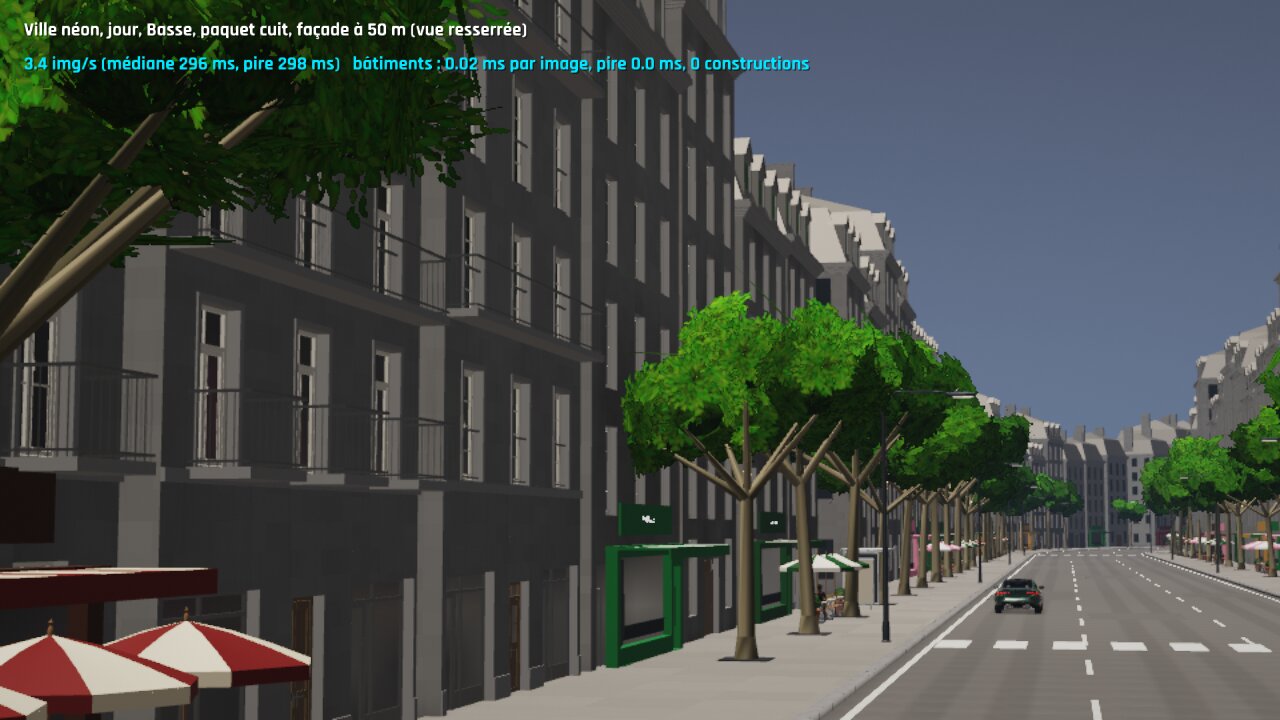 Ville néon, jour, Basse, paquet cuit, façade à 50 m (vue resserrée)
3.4 img/s (médiane 296 ms, pire 298 ms) bâtiments : 0.02 ms par image, pire 0.0 ms, 0 constructions